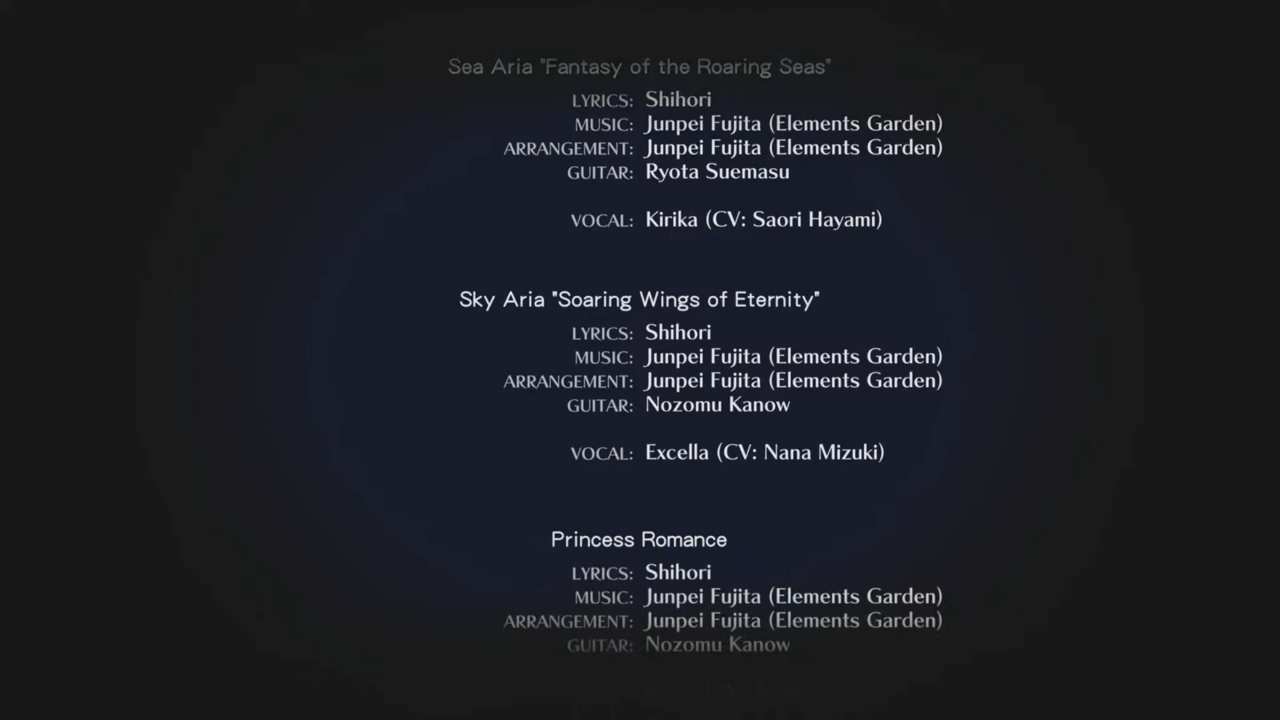 Sea Aria "Fantasy of the Roaring Seas"
LYRICS: Shihori
MUSIC: Junpei Fujita (Elements Garden)
ARRANGEMENT: Junpei Fujita (Elements Garden)
GUITAR: Ryota Suemasu
VOCAL: Kirika (CV: Saori Hayami)
Sky Aria "Soaring Wings of Eternity"
LYRICS: Shihori
MUSIC: Junpei Fujita (Elements Garden)
ARRANGEMENT: Junpei Fujita (Elements Garden)
GUITAR: Nozomu Kanow
VOCAL: Excella (CV: Nana Mizuki)
Princess Romance
LYRICS: Shihori
MUSIC: Junpei Fujita (Elements Garden)
ARRANGEMENT: Junpei Fujita (Elements Garden)
GUITAR: Nozomu Kanow